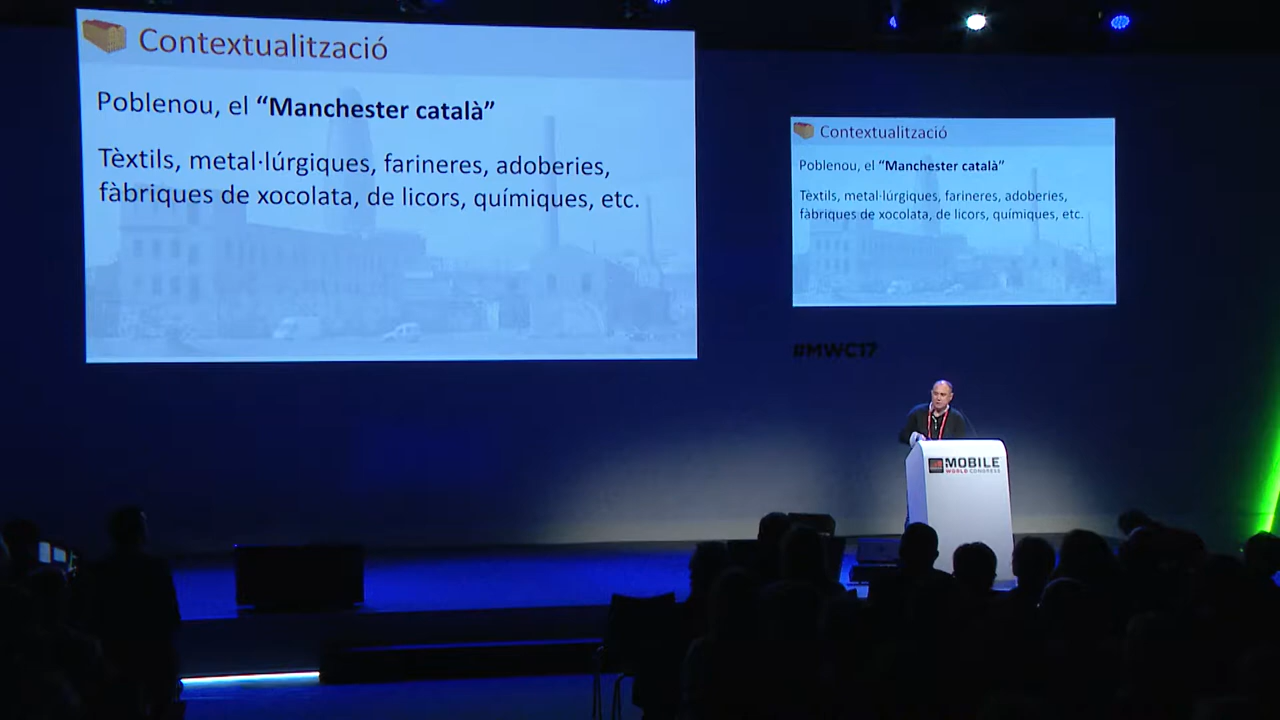 Contextualització
Poblenou, el “Manchester català”
Tèxtils, metal·lúrgiques, farineres, adoberies,
fàbriques de xocolata, de licors, químiques, etc.
Contextualització
Poblenou, el “Manchester català”
Tèxtils, metal·lúrgiques, farineres, adoberies,
fàbriques de xocolata, de licors, químiques, etc.
#MWC17
MOBILE
WORLD CONGRESS